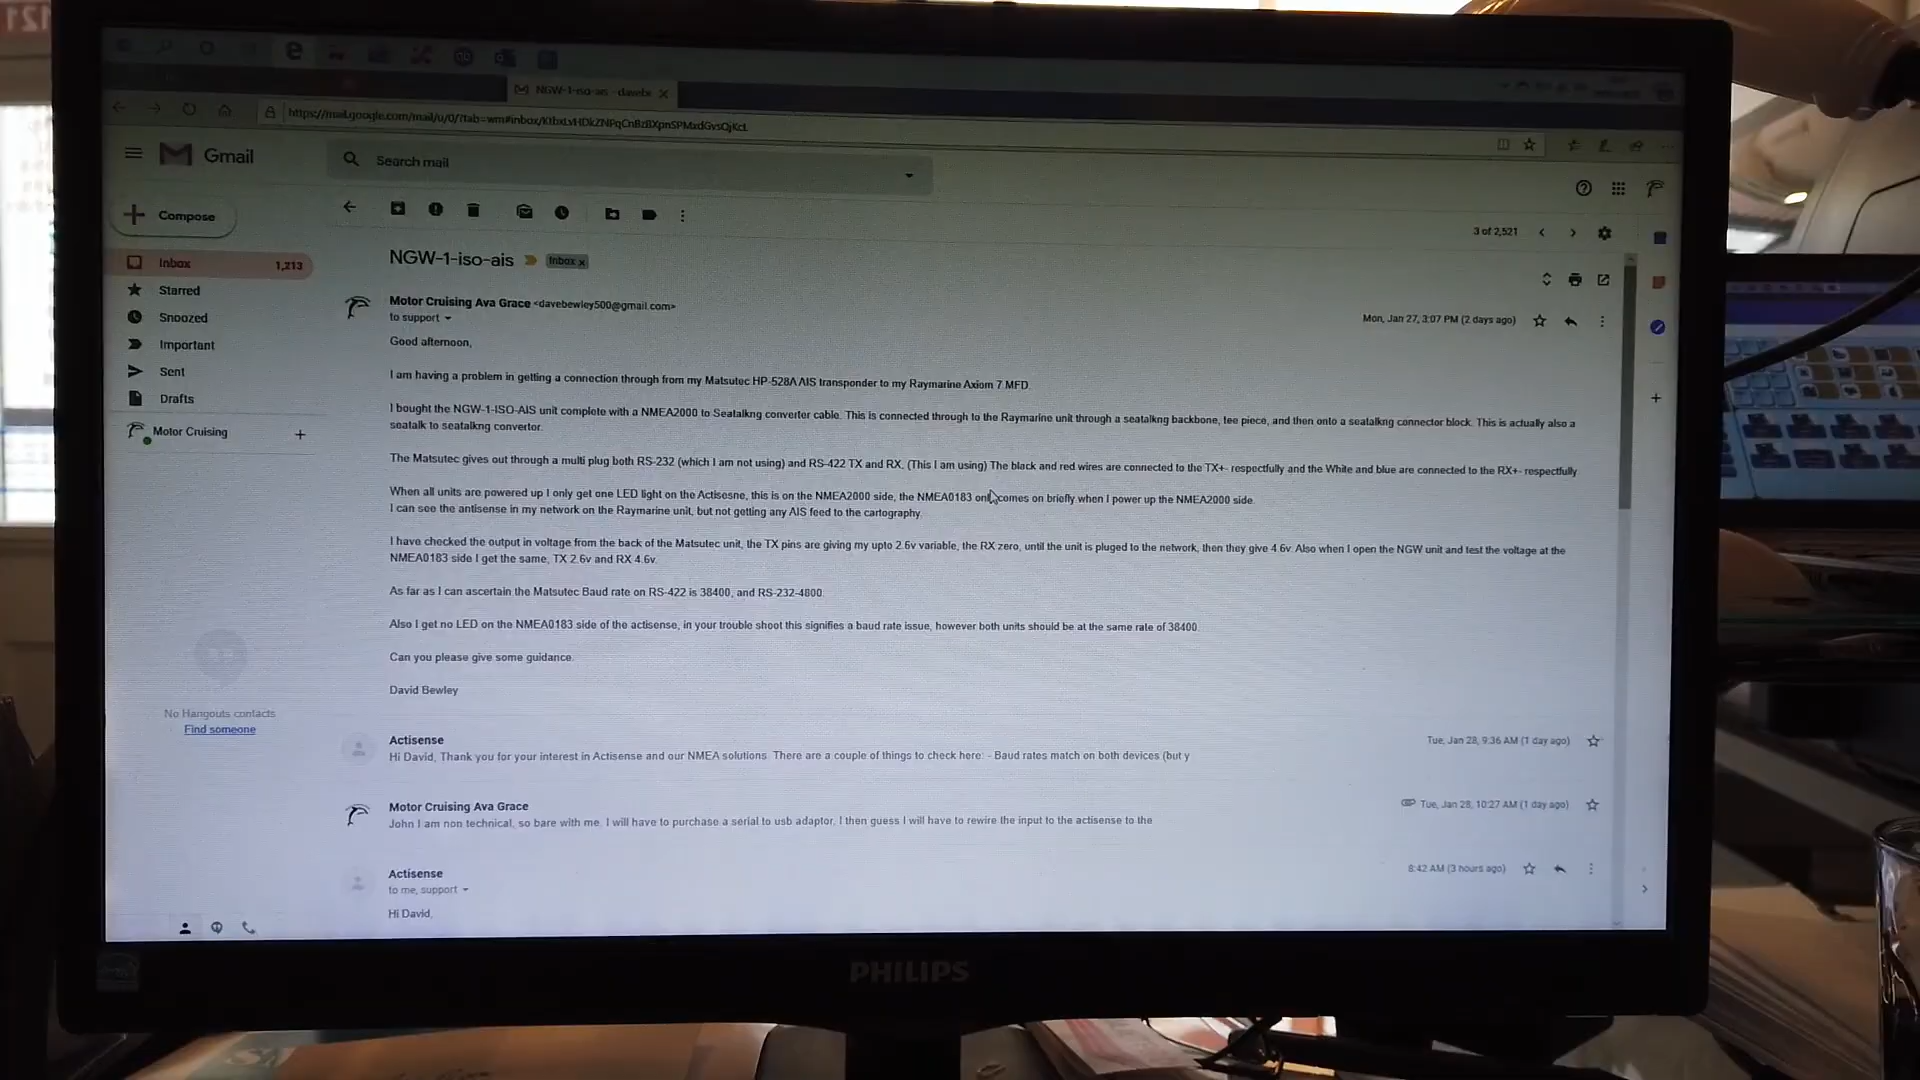 NGW-1-iso-ais - davebe
https://mail.google.com/mail/u/0/?tab=wm#inbox/
Gmail
Search mail
Compose
3 of 2,521
NGW-1-iso-ais
Inbox x
Inbox 1,213
Starred
Snoozed
Important
Sent
Drafts
Motor Cruising
Motor Cruising Ava Grace <davebewley500@gmail.com>
to support
Mon, Jan 27, 3:07 PM (2 days ago)
Good afternoon,
I am having a problem in getting a connection through from my Matsutec HP-528A AIS transponder to my Raymarine Axiom 7 MFD.
I bought the NGW-1-ISO-AIS unit complete with a NMEA2000 to Seatalkng converter cable. This is connected through to the Raymarine unit through a seatalkng backbone, tee piece, and then onto a seatalkng connector block. This is actually also a
seatalk to seatalkng convertor.
The Matsutec gives out through a multi plug both RS-232 (which I am not using) and RS-422 TX and RX. (This I am using) The black and red wires are connected to the TX+- respectfully and the White and blue are connected to the RX+- respectfully
When all units are powered up I only get one LED light on the Actisesne, this is on the NMEA2000 side, the NMEA0183 only comes on briefly when I power up the NMEA2000 side.
I can see the antisense in my network on the Raymarine unit, but not getting any AIS feed to the cartography.
I have checked the output in voltage from the back of the Matsutec unit, the TX pins are giving my upto 2.6v variable, the RX zero, until the unit is pluged to the network, then they give 4.6v. Also when I open the NGW unit and test the voltage at the
NMEA0183 side I get the same, TX 2.6v and RX 4.6v.
As far as I can ascertain the Matsutec Baud rate on RS-422 is 38400, and RS-232-4800.
Also I get no LED on the NMEA0183 side of the actisense, in your trouble shoot this signifies a baud rate issue, however both units should be at the same rate of 38400.
Can you please give some guidance.
David Bewley
No Hangouts contacts
Find someone
Actisense
Tue, Jan 28, 9:36 AM (1 day ago)
Hi David, Thank you for your interest in Actisense and our NMEA solutions. There are a couple of things to check here: - Baud rates match on both devices (but y
Motor Cruising Ava Grace
Tue, Jan 28, 10:27 AM (1 day ago)
John I am non technical, so bare with me. I will have to purchase a serial to usb adaptor, I then guess I will have to rewire the input to the actisense to the
Actisense
8:42 AM (3 hours ago)
to me, support
Hi David,
PHILIPS